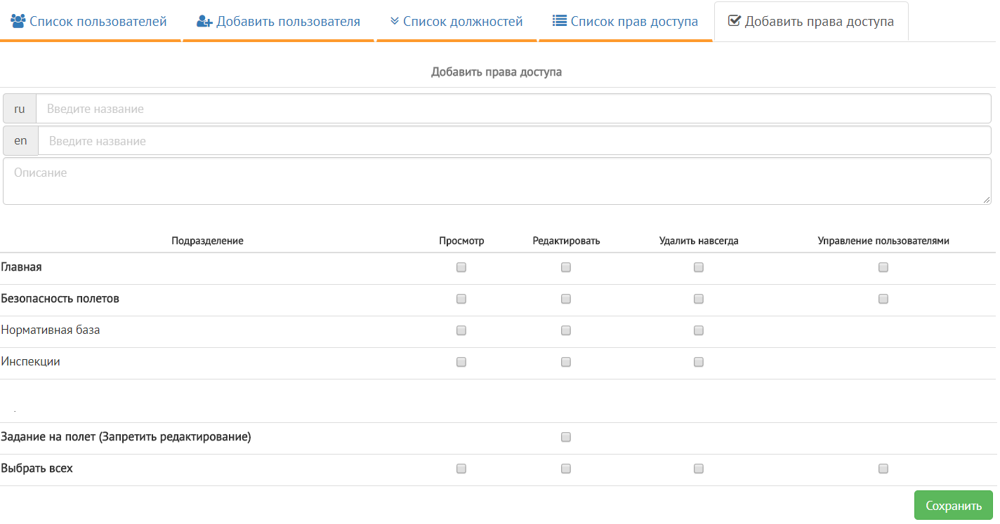 Список пользователей Добавить пользователя Список должностей Список прав доступа Добавить права доступа
Добавить права доступа
ru Введите название
en Введите название
Описание
Подразделение Просмотр Редактировать Удалить навсегда Управление пользователями
Главная
Безопасность полетов
Нормативная база
Инспекции
Задание на полет (Запретить редактирование)
Выбрать всех
Сохранить